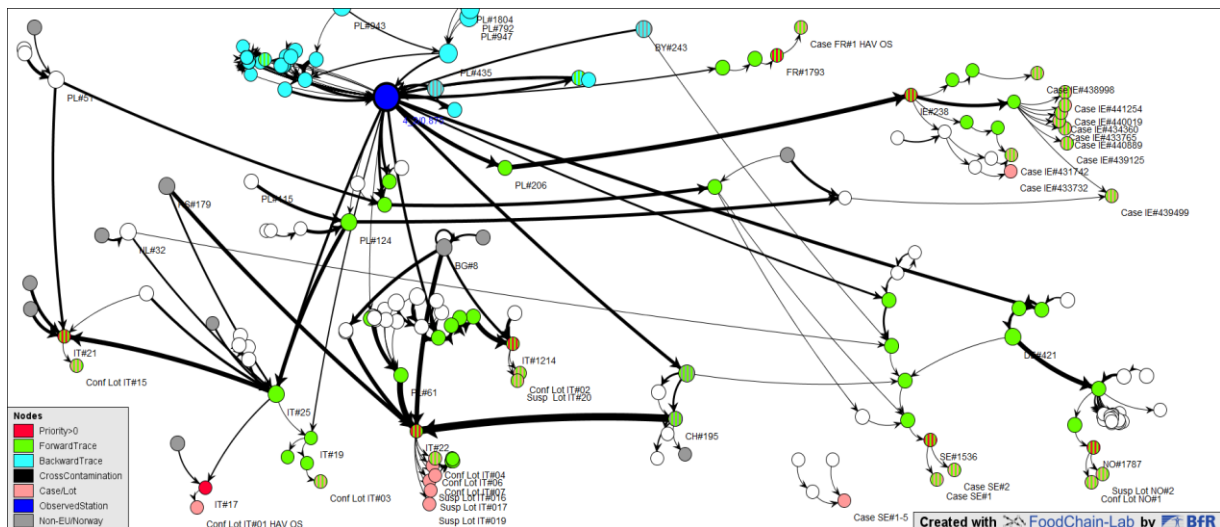 PL#943
PL#1804
PL#792
PL#947
BY#243
Case FR#1 HAV OS
FR#1793
PL#435
PL#51
IE#238
Case IE#438998
Case IE#441254
Case IE#440019
Case IE#434360
Case IE#433765
Case IE#440889
Case IE#439125
Case IE#431742
Case IE#433732
Case IE#439499
PL#206
RS#179
PL#115
PL#124
NL#32
BG#8
IT#21
Conf Lot IT#15
IT#1214
Conf Lot IT#02
Susp Lot IT#20
DE#421
PL#61
IT#25
IT#19
Conf Lot IT#03
IT#22
Conf Lot IT#04
Conf Lot IT#06
Conf Lot IT#07
Susp Lot IT#016
Susp Lot IT#017
Susp Lot IT#019
CH#195
SE#1536
Case SE#2
Case SE#1
NO#1787
Susp Lot NO#2
Conf Lot NO#1
Case SE#1-5
IT#17
Conf Lot IT#01 HAV OS
Nodes
Priority>0
ForwardTrace
BackwardTrace
CrossContamination
Case/Lot
ObservedStation
Non-EU/Norway
Created with FoodChain-Lab by BfR